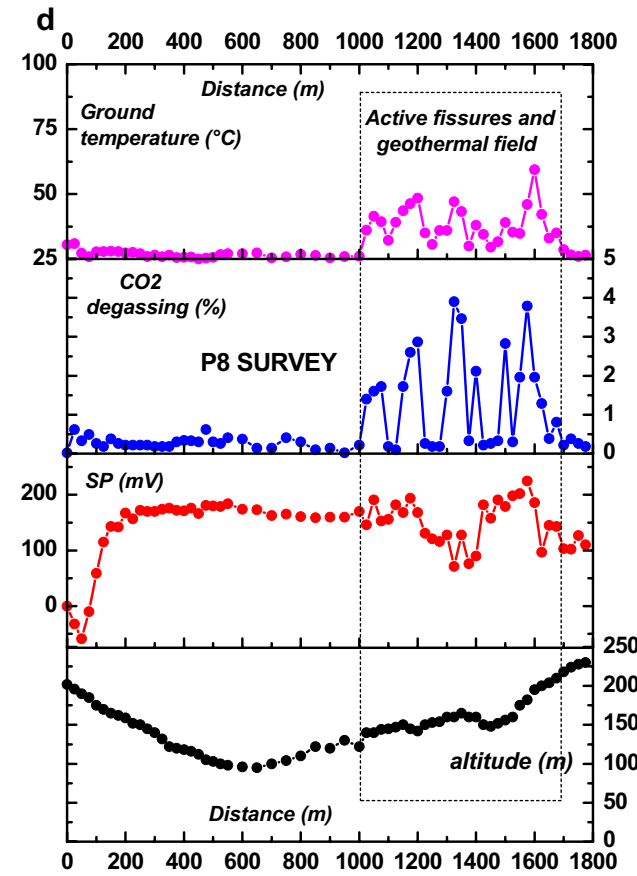 d
0 200 400 600 800 1000 1200 1400 1600 1800
100
Distance (m)
Ground
temperature (°C)
Active fissures and
geothermal field
75
50
25
5
CO2
degassing (%)
4
P8 SURVEY
3
2
1
0
SP (mV)
200
100
0
250
200
150
altitude (m)
100
50
Distance (m)
0
0 200 400 600 800 1000 1200 1400 1600 1800